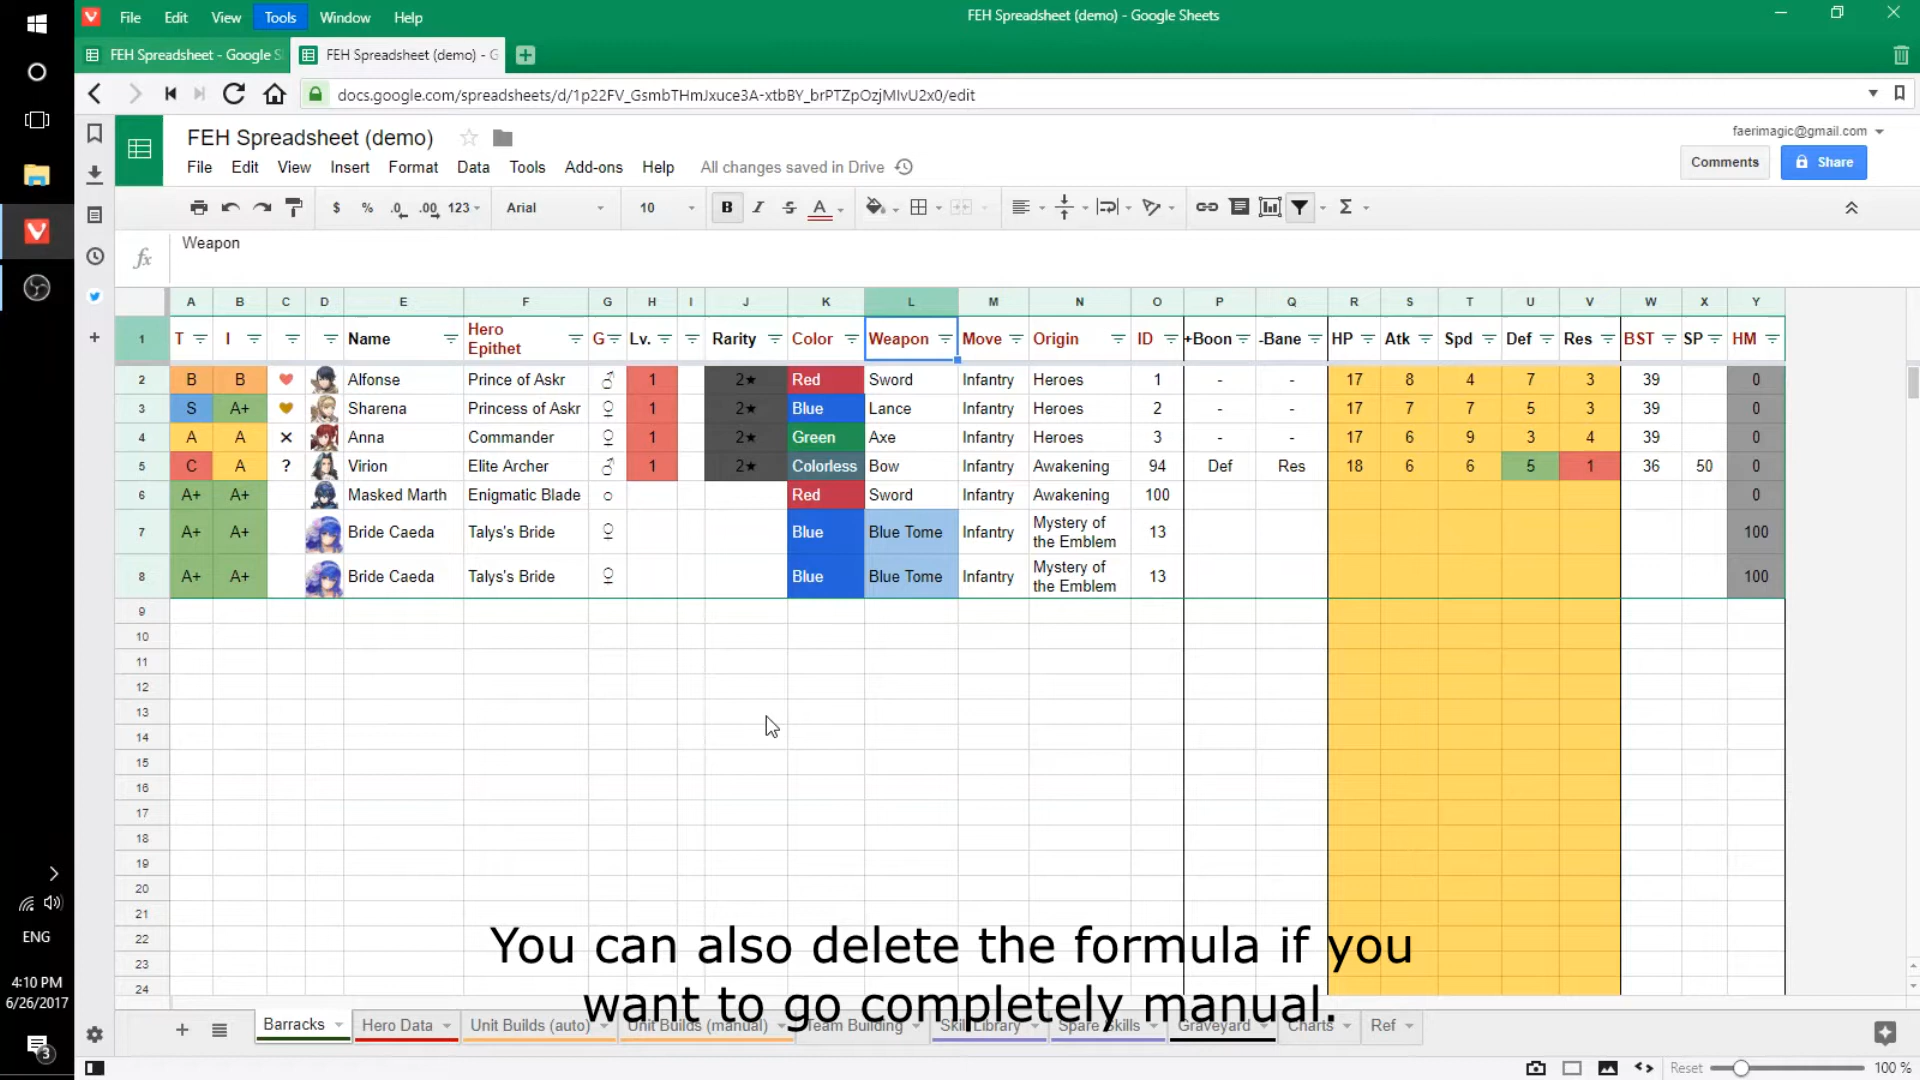 File Edit View Tools Window Help
FEH Spreadsheet (demo) - Google Sheets
FEH Spreadsheet - Google S
FEH Spreadsheet (demo) - G
docs.google.com/spreadsheets/d/1p22FV_GsmbTHmJxuce3A-xtbBY_brPTZpOzjMIvU2x0/edit
FEH Spreadsheet (demo)
faerimagic@gmail.com
File Edit View Insert Format Data Tools Add-ons Help All changes saved in Drive
Comments Share
$ % .0 .00 123 Arial 10 B I S A Σ
fx Weapon
A B C D E F G H I J K L M N O P Q R S T U V W X Y
1 T I Name Hero Epithet G Lv. Rarity Color Weapon Move Origin ID +Boon -Bane HP Atk Spd Def Res BST SP HM
2 B B ♥ Alfonse Prince of Askr ♂ 1 2★ Red Sword Infantry Heroes 1 - - 17 8 4 7 3 39 0
3 S A+ ♥ Sharena Princess of Askr ♀ 1 2★ Blue Lance Infantry Heroes 2 - - 17 7 7 5 3 39 0
4 A A ✕ Anna Commander ♀ 1 2★ Green Axe Infantry Heroes 3 - - 17 6 9 3 4 39 0
5 C A ? Virion Elite Archer ♂ 1 2★ Colorless Bow Infantry Awakening 94 Def Res 18 6 6 5 1 36 50 0
6 A+ A+ Masked Marth Enigmatic Blade ○ Red Sword Infantry Awakening 100 0
7 A+ A+ Bride Caeda Talys's Bride ♀ Blue Blue Tome Infantry Mystery of the Emblem 13 100
8 A+ A+ Bride Caeda Talys's Bride ♀ Blue Blue Tome Infantry Mystery of the Emblem 13 100
9
10
11
12
13
14
15
16
17
18
19
20
21
22
23
24
You can also delete the formula if you
want to go completely manual.
Barracks Hero Data Unit Builds (auto) Unit Builds (manual) Team Building Skill Library Spare Skills Graveyard Charts Ref
ENG
4:10 PM
6/26/2017
3
Reset 100 %